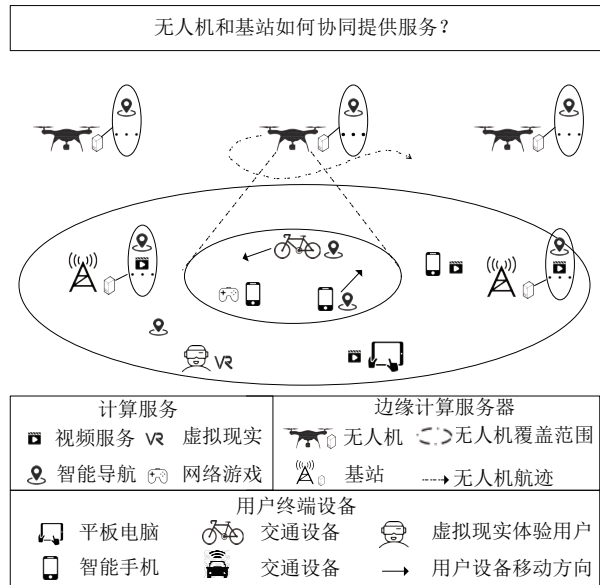 无人机和基站如何协同提供服务？
VR
计算服务
边缘计算服务器
视频服务 VR 虚拟现实
无人机 无人机覆盖范围
智能导航 网络游戏
基站 无人机航迹
用户终端设备
平板电脑 交通设备 虚拟现实体验用户
智能手机 交通设备 用户设备移动方向